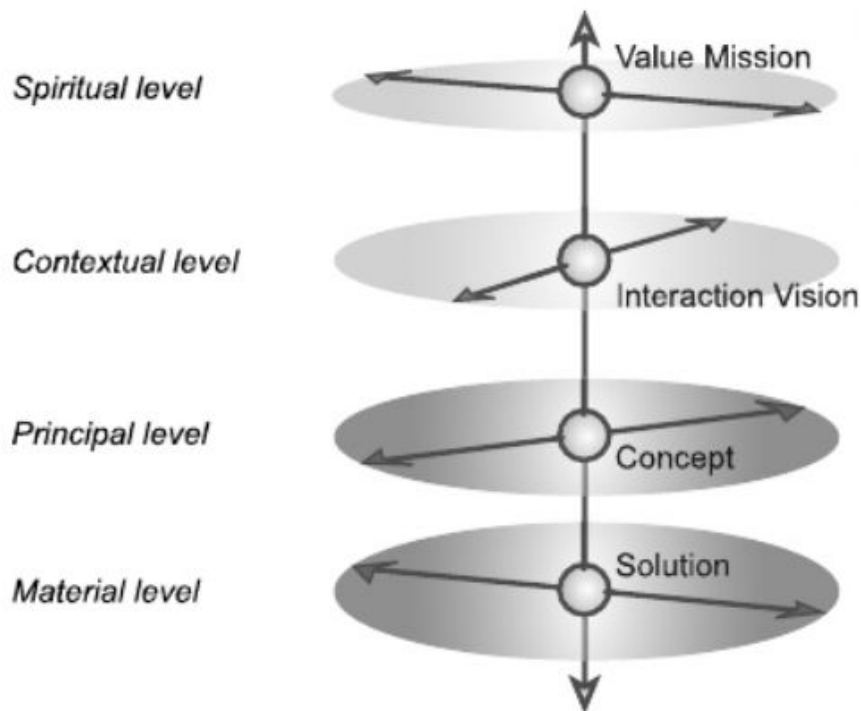 Spiritual level
Value Mission
Contextual level
Interaction Vision
Principal level
Concept
Material level
Solution